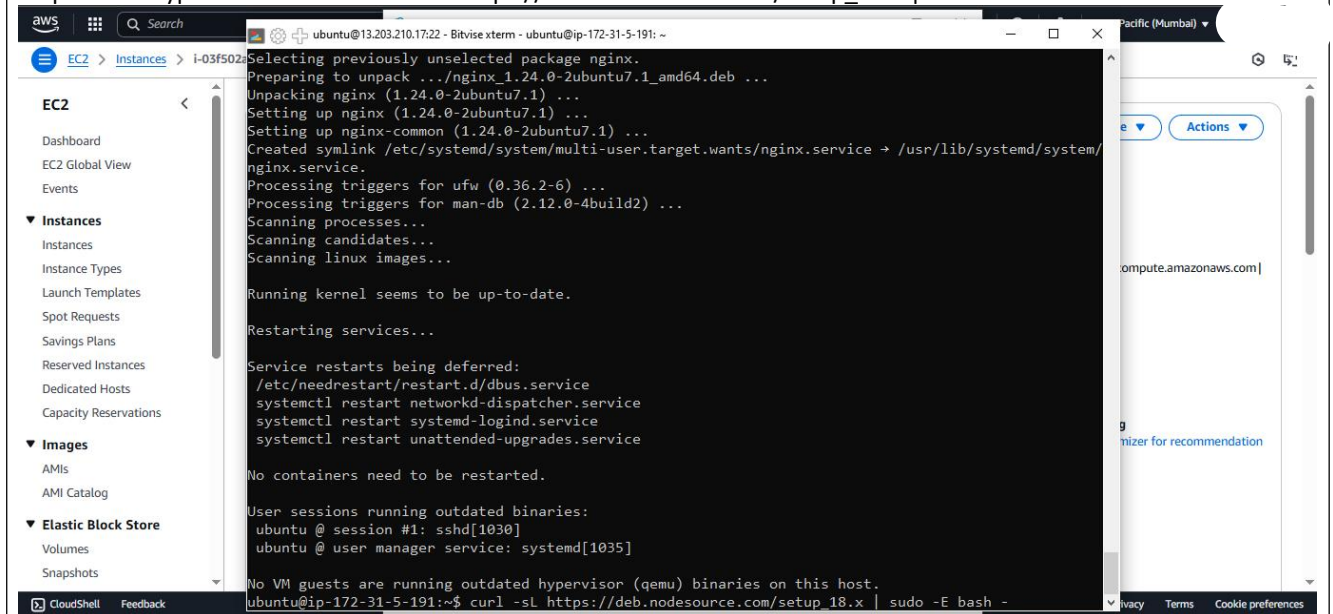 aws
Search
Pacific (Mumbai)
EC2 > Instances > i-03f502
EC2
Dashboard
EC2 Global View
Events
Instances
Instances
Instance Types
Launch Templates
Spot Requests
Savings Plans
Reserved Instances
Dedicated Hosts
Capacity Reservations
Images
AMIs
AMI Catalog
Elastic Block Store
Volumes
Snapshots
CloudShell Feedback
ubuntu@13.203.210.17:22 - Bitvise xterm - ubuntu@ip-172-31-5-191: ~
Selecting previously unselected package nginx.
Preparing to unpack .../nginx_1.24.0-2ubuntu7.1_amd64.deb ...
Unpacking nginx (1.24.0-2ubuntu7.1) ...
Setting up nginx (1.24.0-2ubuntu7.1) ...
Setting up nginx-common (1.24.0-2ubuntu7.1) ...
Created symlink /etc/systemd/system/multi-user.target.wants/nginx.service → /usr/lib/systemd/system/
nginx.service.
Processing triggers for ufw (0.36.2-6) ...
Processing triggers for man-db (2.12.0-4build2) ...
Scanning processes...
Scanning candidates...
Scanning linux images...
Running kernel seems to be up-to-date.
Restarting services...
Service restarts being deferred:
/etc/needrestart/restart.d/dbus.service
systemctl restart networkd-dispatcher.service
systemctl restart systemd-logind.service
systemctl restart unattended-upgrades.service
No containers need to be restarted.
User sessions running outdated binaries:
ubuntu @ session #1: sshd[1030]
ubuntu @ user manager service: systemd[1035]
No VM guests are running outdated hypervisor (qemu) binaries on this host.
ubuntu@ip-172-31-5-191:~$ curl -sL https://deb.nodesource.com/setup_18.x | sudo -E bash -
Actions
compute.amazonaws.com |
mizer for recommendation
ivacy Terms Cookie preferences